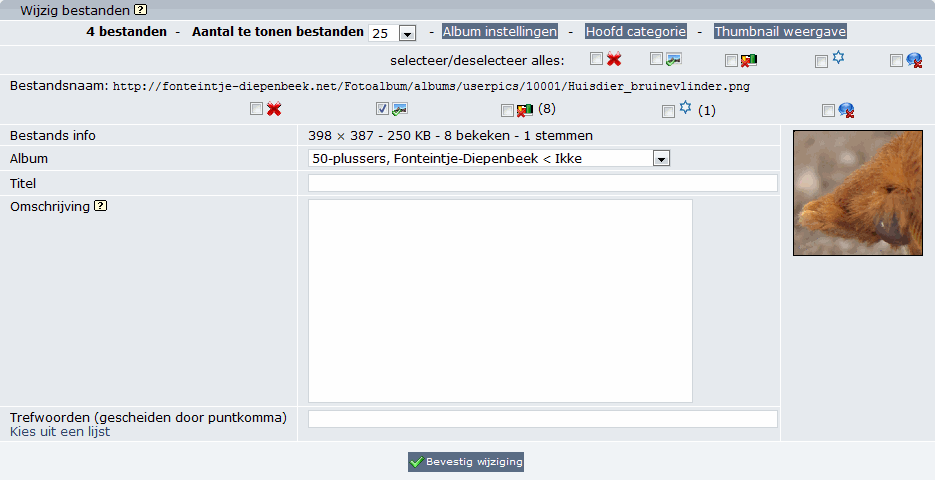 Wijzig bestanden ?
4 bestanden - Aantal te tonen bestanden 25 - Album instellingen - Hoofd categorie - Thumbnail weergave
selecteer/deselecteer alles:
Bestandsnaam: http://fonteintje-diepenbeek.net/Fotoalbum/albums/userpics/10001/Huisdier_bruinevlinder.png
(8) (1)
Bestands info 398 × 387 - 250 KB - 8 bekeken - 1 stemmen
Album 50-plussers, Fonteintje-Diepenbeek < Ikke
Titel
Omschrijving ?
Trefwoorden (gescheiden door puntkomma)
Kies uit een lijst
Bevestig wijziging